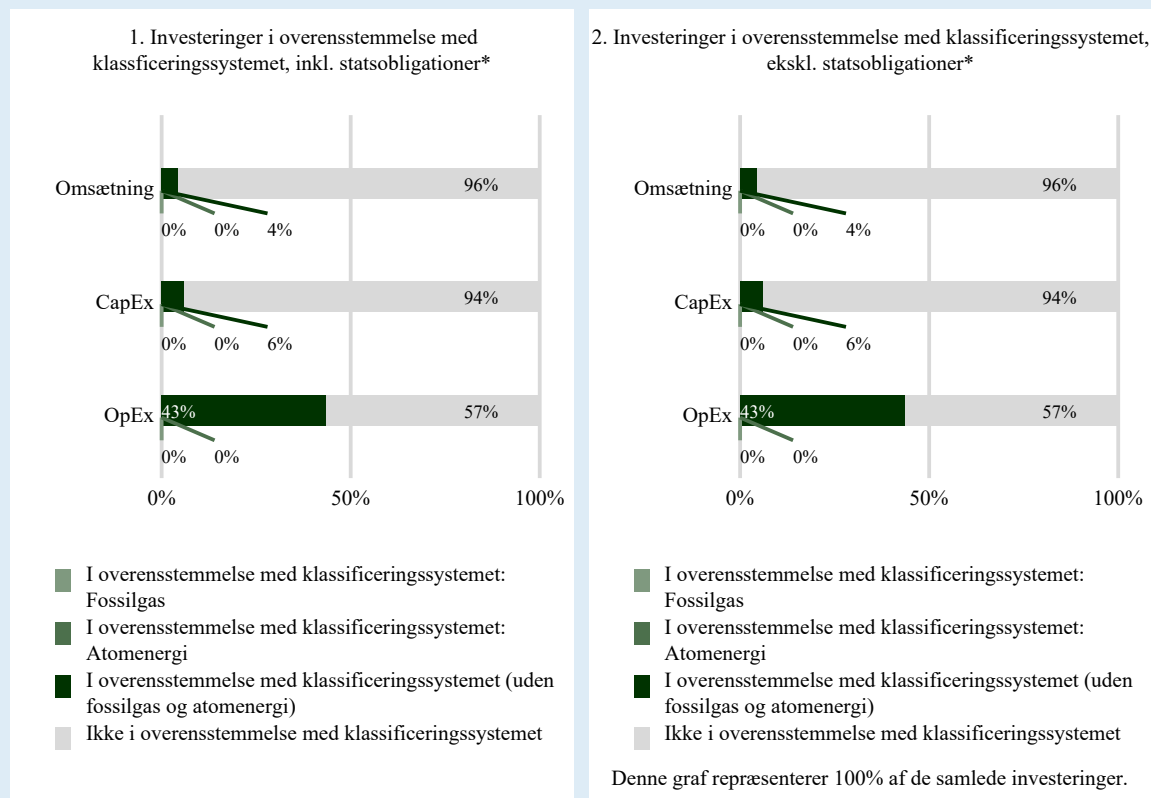 1. Investeringer i overensstemmelse med
klassficeringssystemet, inkl. statsobligationer*
Omsætning
96%
0% 0% 4%
CapEx
94%
0% 0% 6%
OpEx
43%
57%
0% 0%
0% 50% 100%
I overensstemmelse med klassificeringssystemet:
Fossilgas
I overensstemmelse med klassificeringssystemet:
Atomenergi
I overensstemmelse med klassificeringssystemet (uden
fossilgas og atomenergi)
Ikke i overensstemmelse med klassificeringssystemet
2. Investeringer i overensstemmelse med klassificeringssystemet,
ekskl. statsobligationer*
Omsætning
96%
0% 0% 4%
CapEx
94%
0% 0% 6%
OpEx
43%
57%
0% 0%
0% 50% 100%
I overensstemmelse med klassificeringssystemet:
Fossilgas
I overensstemmelse med klassificeringssystemet:
Atomenergi
I overensstemmelse med klassificeringssystemet (uden
fossilgas og atomenergi)
Ikke i overensstemmelse med klassificeringssystemet
Denne graf repræsenterer 100% af de samlede investeringer.